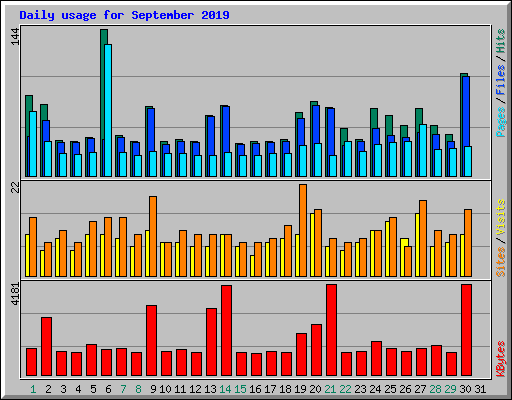 Daily usage for September 2019
144
Pages / Files / Hits
22
Sites / Visits
4181
KBytes
1 2 3 4 5 6 7 8 9 10 11 12 13 14 15 16 17 18 19 20 21 22 23 24 25 26 27 28 29 30 31